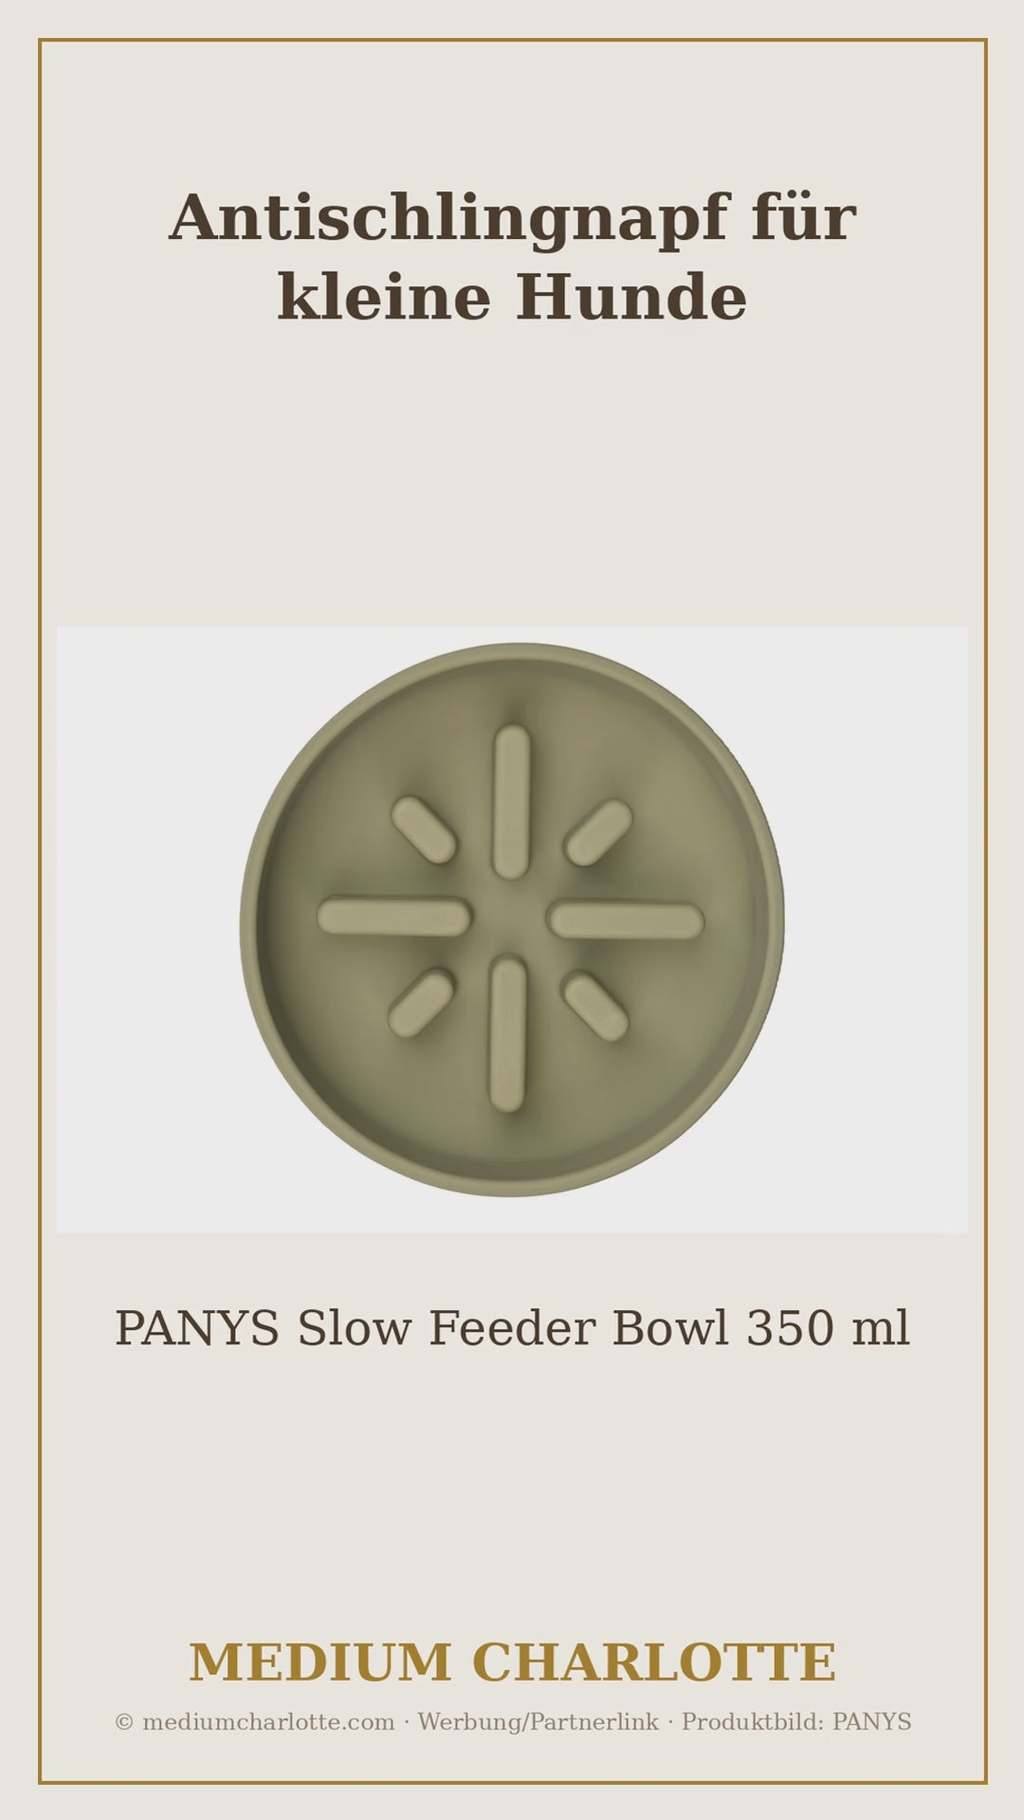 Antischlingnapf für
kleine Hunde
PANYS Slow Feeder Bowl 350 ml
MEDIUM CHARLOTTE
© mediumcharlotte.com · Werbung/Partnerlink · Produktbild: PANYS